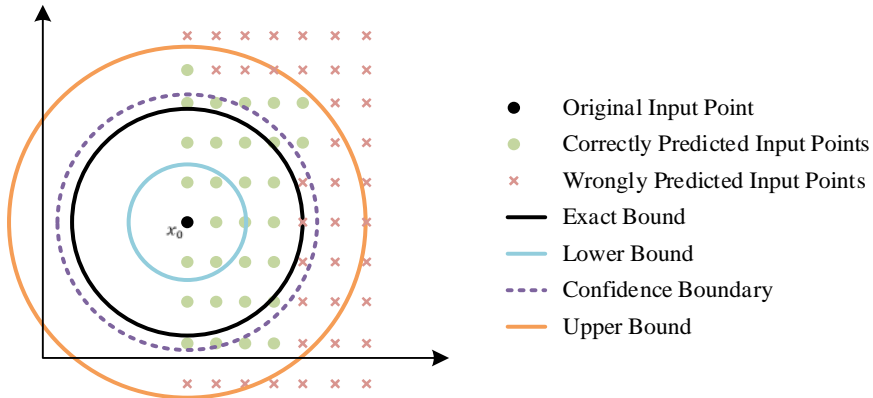 x₀
Original Input Point
Correctly Predicted Input Points
Wrongly Predicted Input Points
Exact Bound
Lower Bound
Confidence Boundary
Upper Bound